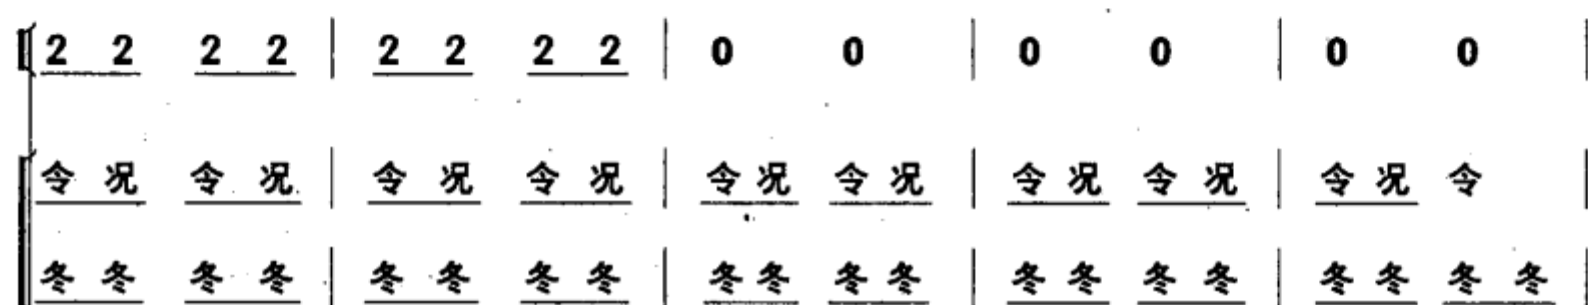 2 2 2 2 | 2 2 2 2 | 0 0 | 0 0 | 0 0
令 况 令 况 | 令 况 令 况 | 令 况 令 况 | 令 况 令 况 | 令 况 令
冬 冬 冬 冬 | 冬 冬 冬 冬 | 冬 冬 冬 冬 | 冬 冬 冬 冬 | 冬 冬 冬 冬